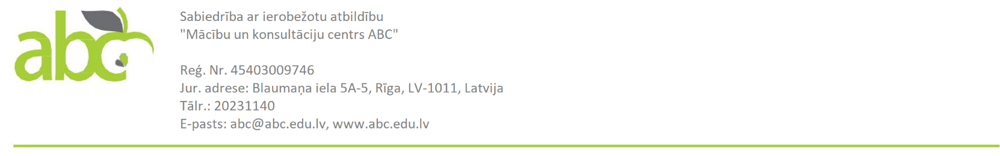 abc
Sabiedrība ar ierobežotu atbildību
"Mācību un konsultāciju centrs ABC"
Reģ. Nr. 45403009746
Jur. adrese: Blaumaņa iela 5A-5, Rīga, LV-1011, Latvija
Tālr.: 20231140
E-pasts: abc@abc.edu.lv, www.abc.edu.lv